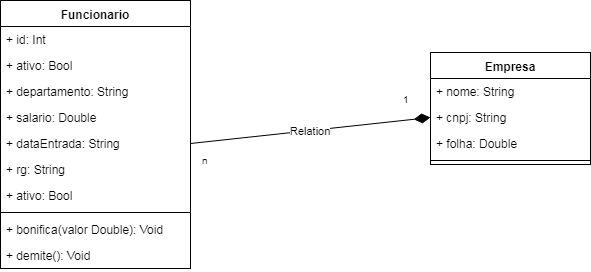 Funcionario
+ id: Int
+ ativo: Bool
+ departamento: String
+ salario: Double
+ dataEntrada: String
+ rg: String
+ ativo: Bool
+ bonifica(valor Double): Void
+ demite(): Void
n
Relation
1
Empresa
+ nome: String
+ cnpj: String
+ folha: Double